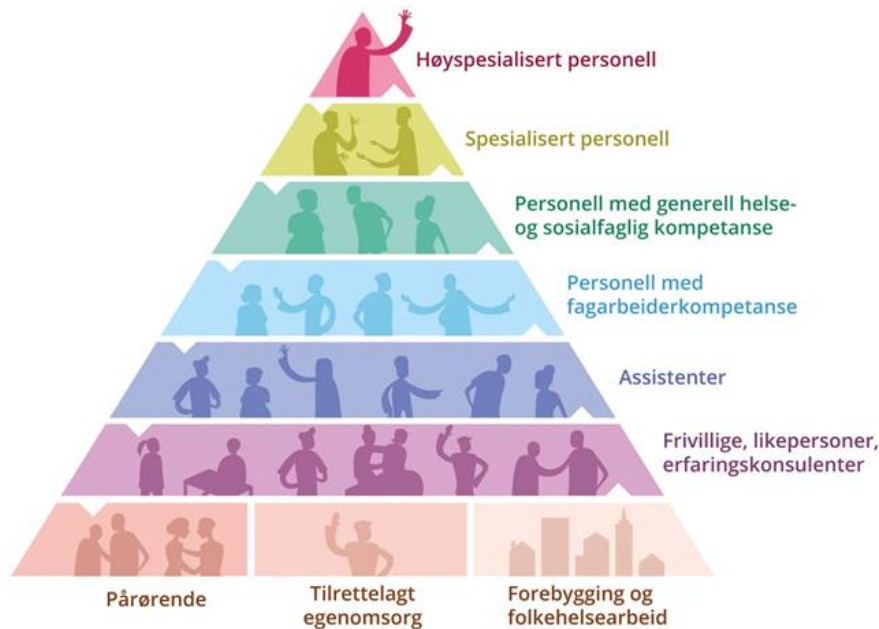 Høyspesialisert personell
Spesialisert personell
Personell med generell helse-
og sosialfaglig kompetanse
Personell med
fagarbeiderkompetanse
Assistenter
Frivillige, likepersoner,
erfaringskonsulenter
Pårørende
Tilrettelagt
egenomsorg
Forebygging og
folkehelsearbeid